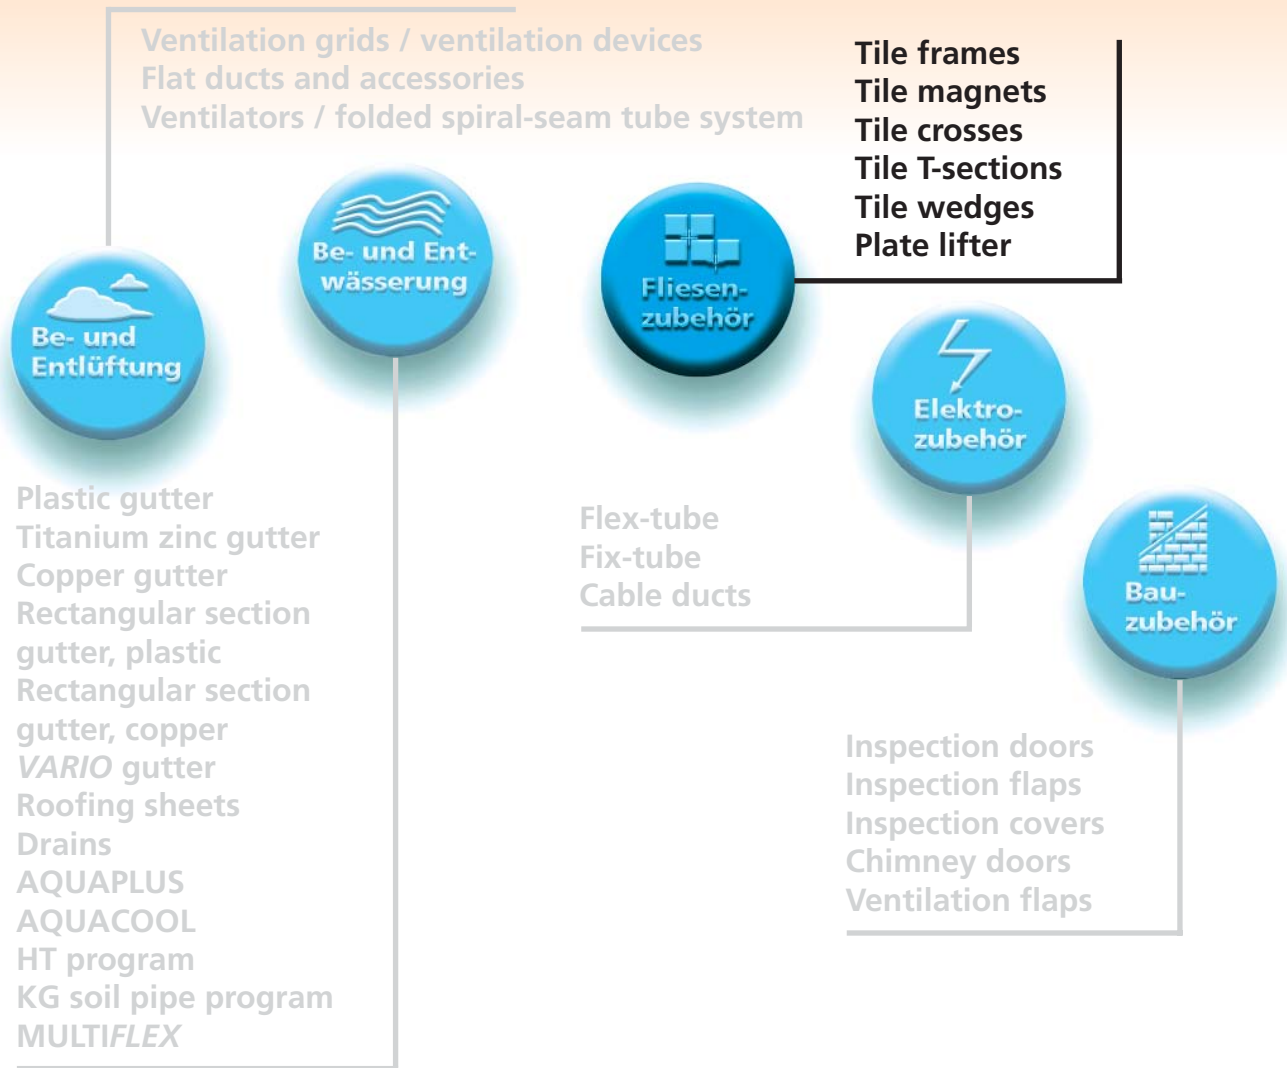 Ventilation grids / ventilation devices
Flat ducts and accessories
Ventilators / folded spiral-seam tube system
Tile frames
Tile magnets
Tile crosses
Tile T-sections
Tile wedges
Plate lifter
Be- und
Entlüftung
Be- und Ent-
wässerung
Fliesen-
zubehör
Elektro-
zubehör
Bau-
zubehör
Plastic gutter
Titanium zinc gutter
Copper gutter
Rectangular section
gutter, plastic
Rectangular section
gutter, copper
VARIO gutter
Roofing sheets
Drains
AQUAPLUS
AQUACOOL
HT program
KG soil pipe program
MULTIFLEX
Flex-tube
Fix-tube
Cable ducts
Inspection doors
Inspection flaps
Inspection covers
Chimney doors
Ventilation flaps